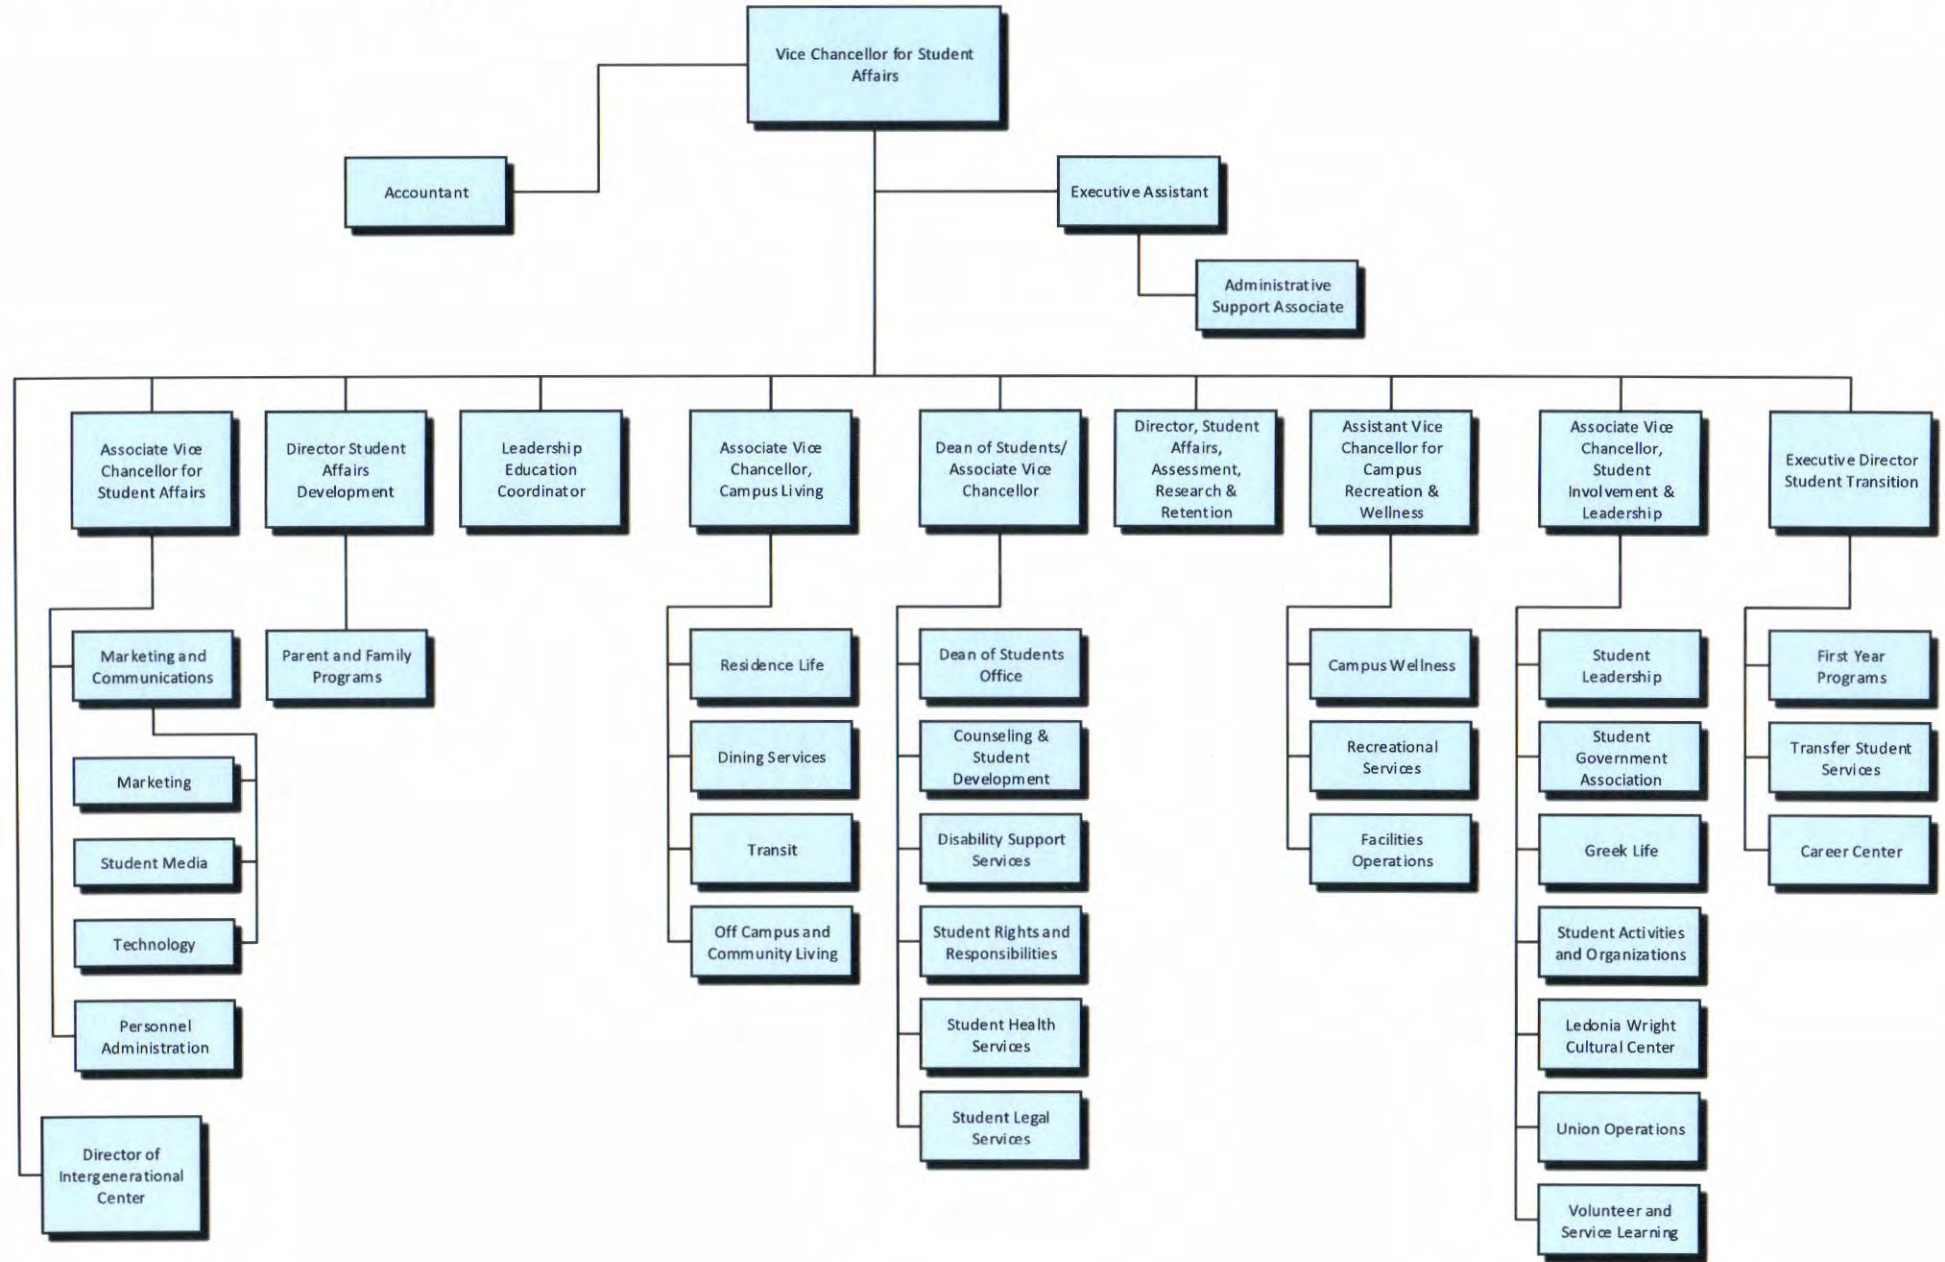 Vice Chancellor for Student
Affairs
Accountant
Executive Assistant
Administrative
Support Associate
Associate Vice
Chancellor for
Student Affairs
Director Student
Affairs
Development
Leadership
Education
Coordinator
Associate Vice
Chancellor,
Campus Living
Dean of Students/
Associate Vice
Chancellor
Director, Student
Affairs,
Assessment,
Research &
Retention
Assistant Vice
Chancellor for
Campus
Recreation &
Wellness
Associate Vice
Chancellor,
Student
Involvement &
Leadership
Executive Director
Student Transition
Marketing and
Communications
Marketing
Student Media
Technology
Personnel
Administration
Director of
Intergenerational
Center
Parent and Family
Programs
Residence Life
Dining Services
Transit
Off Campus and
Community Living
Dean of Students
Office
Counseling &
Student
Development
Disability Support
Services
Student Rights and
Responsibilities
Student Health
Services
Student Legal
Services
Campus Wellness
Recreational
Services
Facilities
Operations
Student
Leadership
Student
Government
Association
Greek Life
Student Activities
and Organizations
Ledonia Wright
Cultural Center
Union Operations
Volunteer and
Service Learning
First Year
Programs
Transfer Student
Services
Career Center